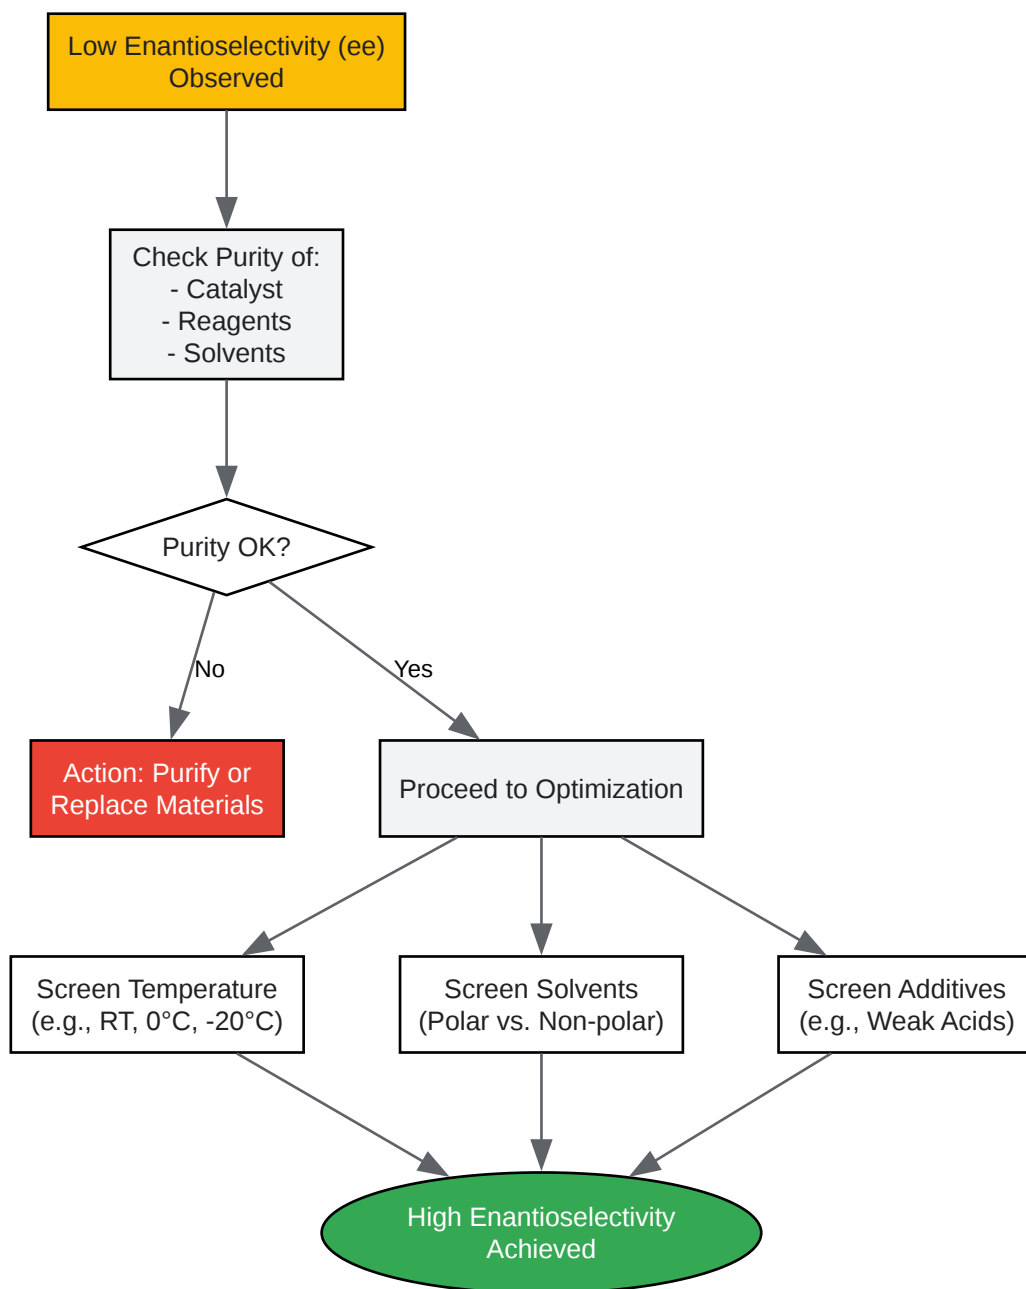 Low Enantioselectivity (ee)
Observed
Check Purity of:
- Catalyst
- Reagents
- Solvents
Purity OK?
No
Yes
Action: Purify or
Replace Materials
Proceed to Optimization
Screen Temperature
(e.g., RT, 0°C, -20°C)
Screen Solvents
(Polar vs. Non-polar)
Screen Additives
(e.g., Weak Acids)
High Enantioselectivity
Achieved